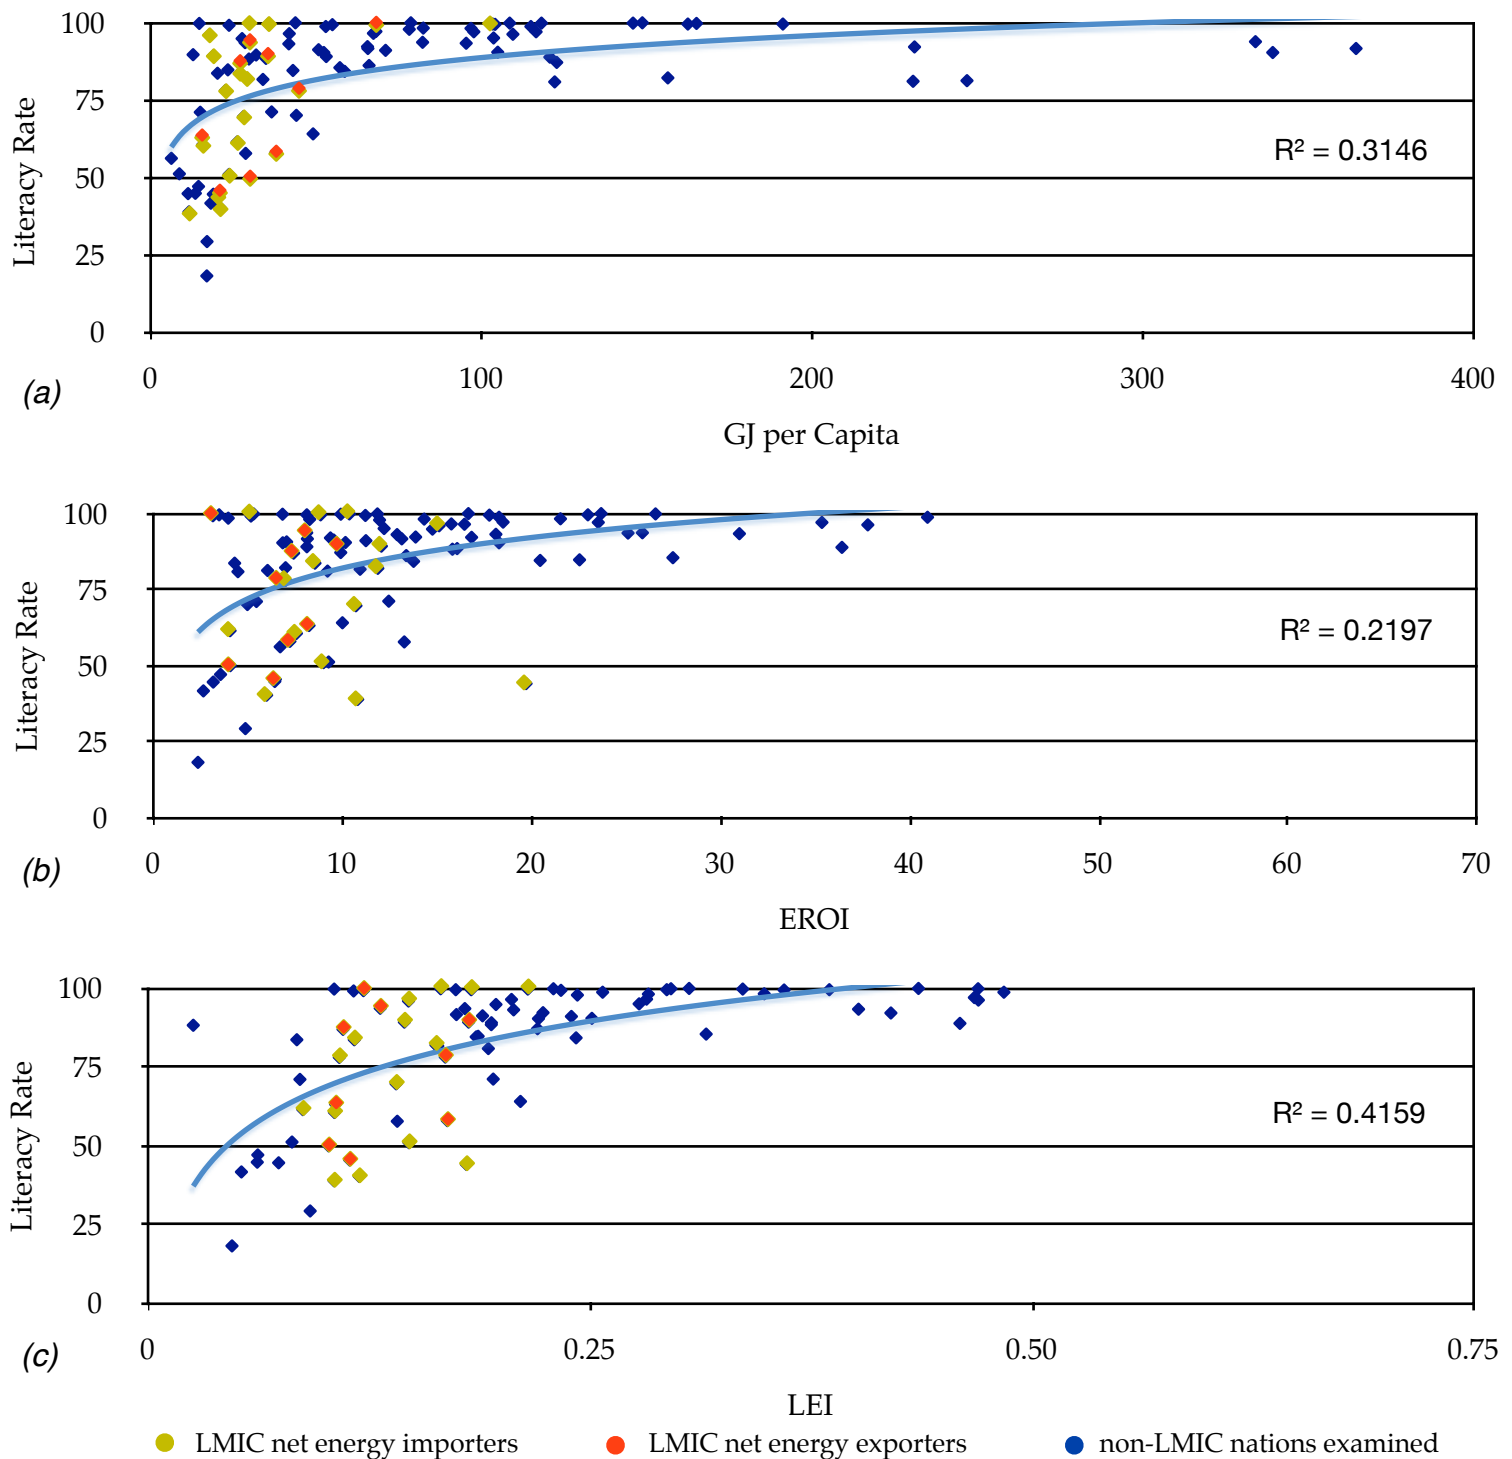 100
75
50
25
0
Literacy Rate
R² = 0.3146
0 100 200 300 400
(a)
GJ per Capita
100
75
50
25
0
Literacy Rate
R² = 0.2197
0 10 20 30 40 50 60 70
(b)
EROI
100
75
50
25
0
Literacy Rate
R² = 0.4159
0 0.25 0.50 0.75
(c)
LEI
LMIC net energy importers LMIC net energy exporters non-LMIC nations examined